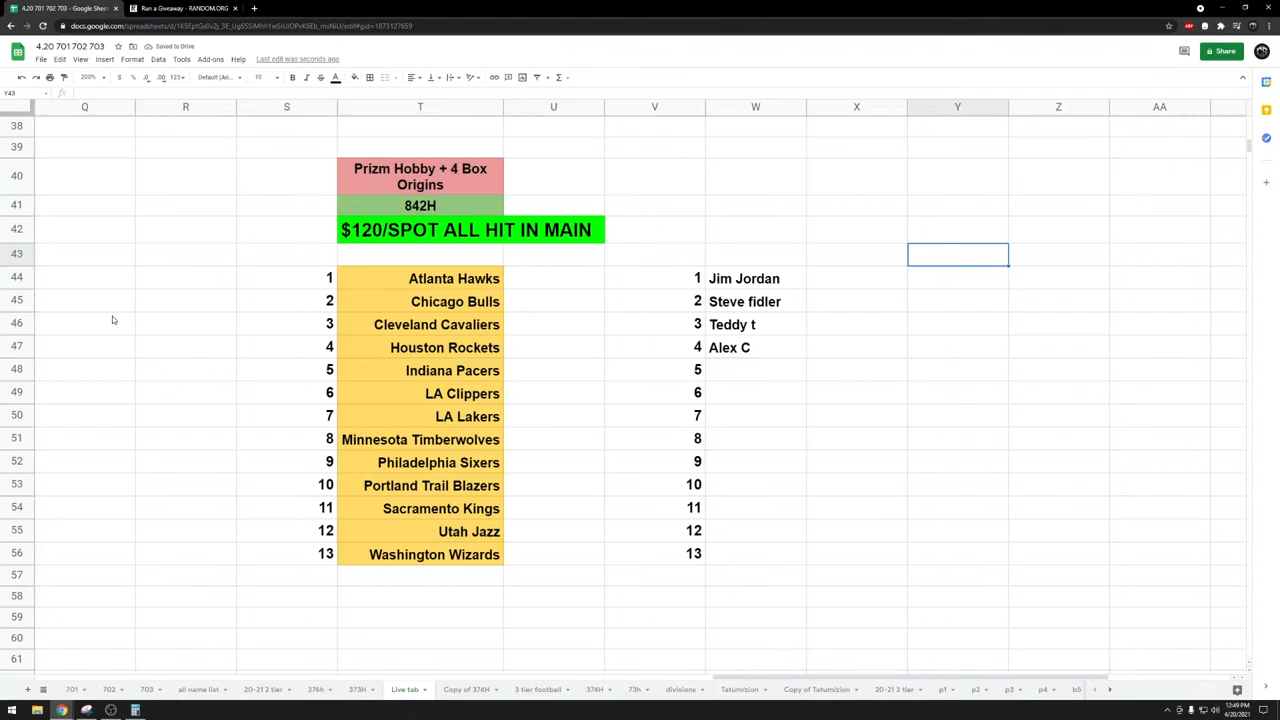 4.20 701 702 703 - Google Sheets
Run a Giveaway - RANDOM.ORG
4.20 701 702 703
Saved to Drive
File Edit View Insert Format Data Tools Add-ons Help
Last edit was seconds ago
Share
200%
$ % .0 .00 123
Default (Ari...
10
Y43
Q R S T U V W X Y Z AA
38
39
40 Prizm Hobby + 4 Box Origins
41 842H
42 $120/SPOT ALL HIT IN MAIN
43
44 1 Atlanta Hawks 1 Jim Jordan
45 2 Chicago Bulls 2 Steve fidler
46 3 Cleveland Cavaliers 3 Teddy t
47 4 Houston Rockets 4 Alex C
48 5 Indiana Pacers 5
49 6 LA Clippers 6
50 7 LA Lakers 7
51 8 Minnesota Timberwolves 8
52 9 Philadelphia Sixers 9
53 10 Portland Trail Blazers 10
54 11 Sacramento Kings 11
55 12 Utah Jazz 12
56 13 Washington Wizards 13
57
58
59
60
61
701 702 703 all name list 20-21 2 tier 376h 373H Live tab Copy of 374H 3 tier football 374H 73h divisions Tatum/zion Copy of Tatum/zion 20-21 3 tier p1 p2 p3 p4 b5
12:49 PM
4/20/2021